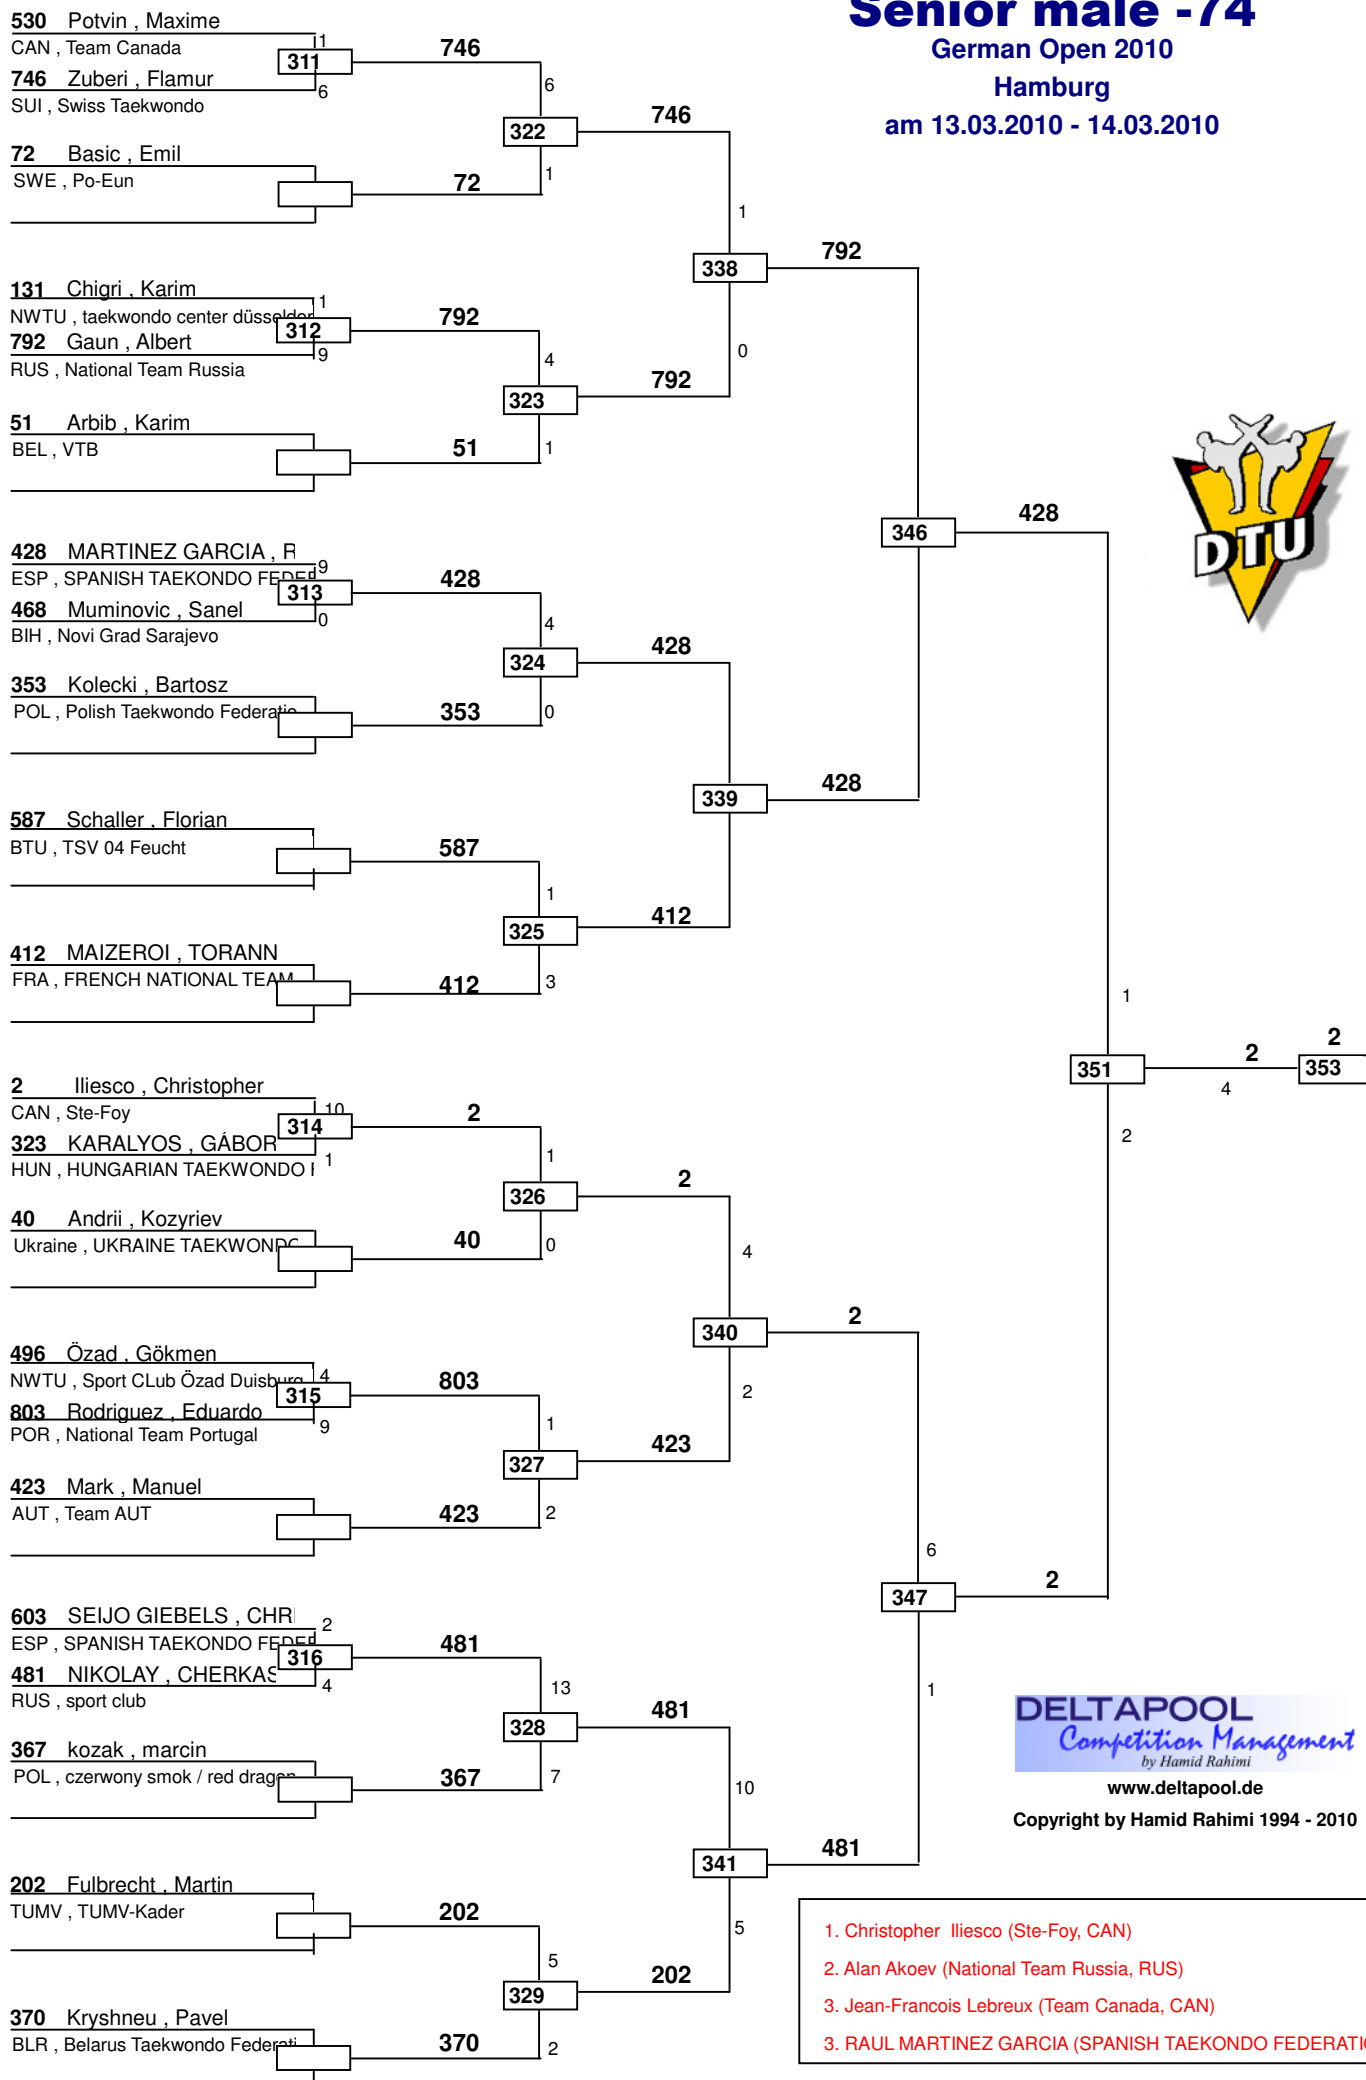 Senior male -74
German Open 2010
Hamburg
am 13.03.2010 - 14.03.2010
530 Potvin , Maxime
CAN , Team Canada
1
311
746
746 Zuberi , Flamur
6
SUI , Swiss Taekwondo
6
322
746
72 Basic , Emil
SWE , Po-Eun
72
1
1
338
792
131 Chigri , Karim
1
NWTU , taekwondo center düsseldor
312
792
792 Gaun , Albert
9
RUS , National Team Russia
4
0
323
792
51 Arbib , Karim
BEL , VTB
51
1
346
428
428 MARTINEZ GARCIA , R
9
ESP , SPANISH TAEKONDO FEDER
313
428
468 Muminovic , Sanel
0
BIH , Novi Grad Sarajevo
4
324
428
353 Kolecki , Bartosz
POL , Polish Taekwondo Federatio
353
0
339
428
587 Schaller , Florian
BTU , TSV 04 Feucht
587
1
325
412
412 MAIZEROI , TORANN
FRA , FRENCH NATIONAL TEAM
412
3
1
351
2
4
2
353
2
2 Iliesco , Christopher
10
CAN , Ste-Foy
314
2
323 KARALYOS , GÁBOR
1
HUN , HUNGARIAN TAEKWONDO F
1
326
2
40 Andrii , Kozyriev
Ukraine , UKRAINE TAEKWONDO
40
0
4
340
2
496 Özad , Gökmen
4
NWTU , Sport CLub Özad Duisburg
315
803
803 Rodriguez , Eduardo
9
POR , National Team Portugal
1
2
327
423
423 Mark , Manuel
AUT , Team AUT
423
2
6
347
2
603 SEIJO GIEBELS , CHRI
2
ESP , SPANISH TAEKONDO FEDER
316
481
481 NIKOLAY , CHERKAS
4
RUS , sport club
13
1
328
481
367 kozak , marcin
POL , czerwony smok / red dragon
367
7
10
341
481
202 Fulbrecht , Martin
TUMV , TUMV-Kader
202
5
5
329
202
370 Kryshneu , Pavel
BLR , Belarus Taekwondo Federati
370
2
DTU
DELTAPOOL
Competition Management
by Hamid Rahimi
www.deltapool.de
Copyright by Hamid Rahimi 1994 - 2010
1. Christopher Iliesco (Ste-Foy, CAN)
2. Alan Akoev (National Team Russia, RUS)
3. Jean-Francois Lebreux (Team Canada, CAN)
3. RAUL MARTINEZ GARCIA (SPANISH TAEKONDO FEDERATIO